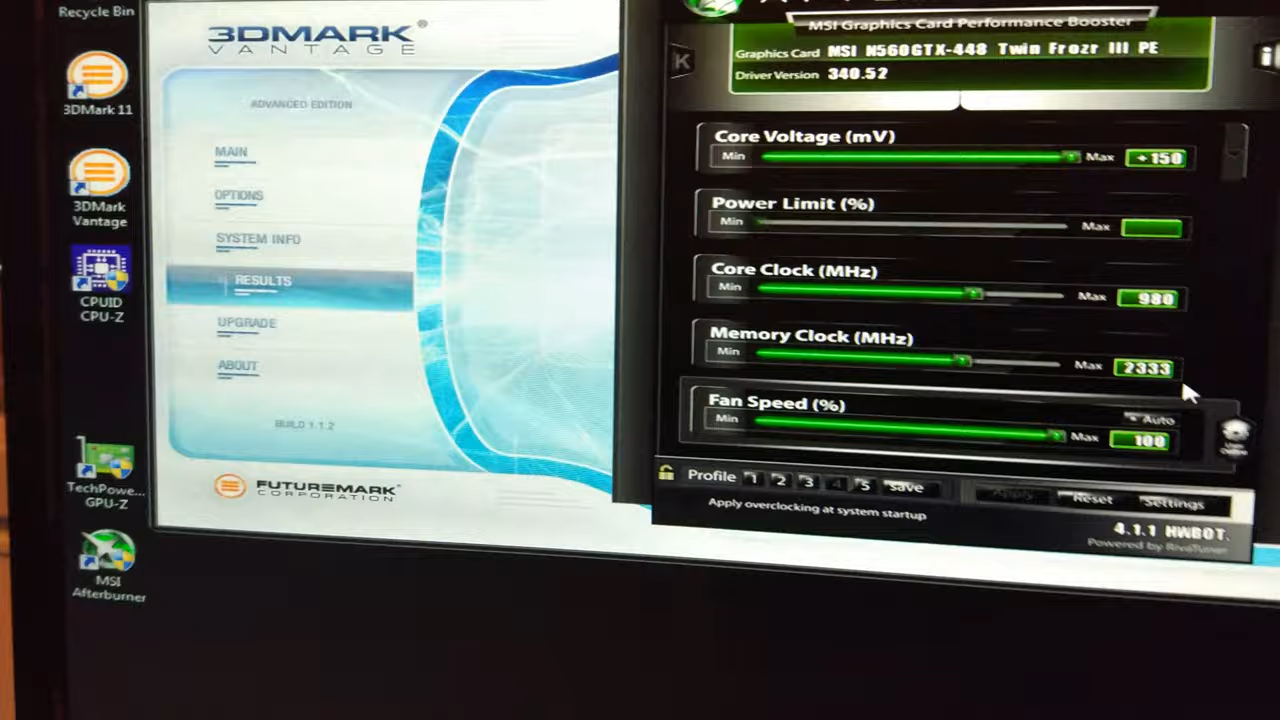 Recycle Bin
3DMark 11
3DMark
Vantage
CPUID
CPU-Z
TechPowe...
GPU-Z
MSI
Afterburner
3DMARK®
VANTAGE
ADVANCED EDITION
MAIN
OPTIONS
SYSTEM INFO
RESULTS
UPGRADE
ABOUT
BUILD 1.1.2
FUTUREMARK®
CORPORATION
MSI Graphics Card Performance Booster
Graphics Card MSI N560GTX-448 Twin Frozr III PE
Driver Version 340.52
K
i
Core Voltage (mV)
Min Max +150
Power Limit (%)
Min Max
Core Clock (MHz)
Min Max 980
Memory Clock (MHz)
Min Max 2333
Fan Speed (%)
Auto
Min Max 100
Profile 1 2 3 4 5 Save
Apply Reset Settings
Apply overclocking at system startup
4.1.1 HWBOT.
Powered by RivaTuner